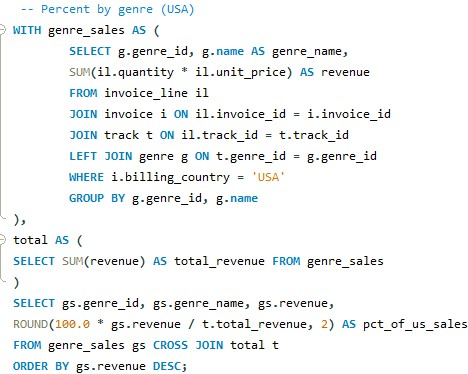 -- Percent by genre (USA)
WITH genre_sales AS (
SELECT g.genre_id, g.name AS genre_name,
SUM(il.quantity * il.unit_price) AS revenue
FROM invoice_line il
JOIN invoice i ON il.invoice_id = i.invoice_id
JOIN track t ON il.track_id = t.track_id
LEFT JOIN genre g ON t.genre_id = g.genre_id
WHERE i.billing_country = 'USA'
GROUP BY g.genre_id, g.name
),
total AS (
SELECT SUM(revenue) AS total_revenue FROM genre_sales
)
SELECT gs.genre_id, gs.genre_name, gs.revenue,
ROUND(100.0 * gs.revenue / t.total_revenue, 2) AS pct_of_us_sales
FROM genre_sales gs CROSS JOIN total t
ORDER BY gs.revenue DESC;